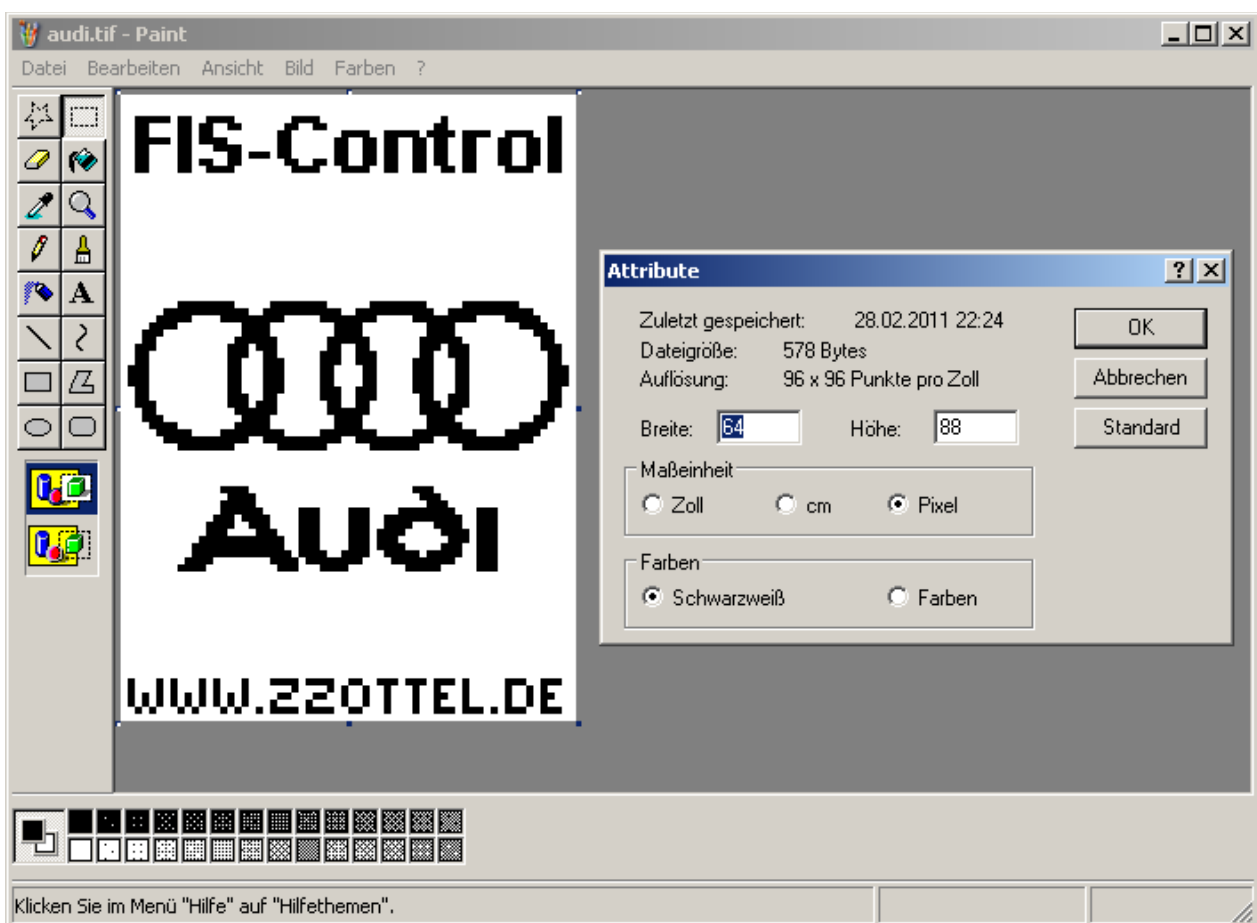 audi.tif - Paint
Datei Bearbeiten Ansicht Bild Farben ?
FIS-Control
Audi
WWW.ZZOTTEL.DE
A
Attribute
Zuletzt gespeichert: 28.02.2011 22:24
Dateigröße: 578 Bytes
Auflösung: 96 x 96 Punkte pro Zoll
Breite: 64 Höhe: 88
Maßeinheit
Zoll cm Pixel
Farben
Schwarzweiß Farben
OK
Abbrechen
Standard
Klicken Sie im Menü "Hilfe" auf "Hilfethemen".